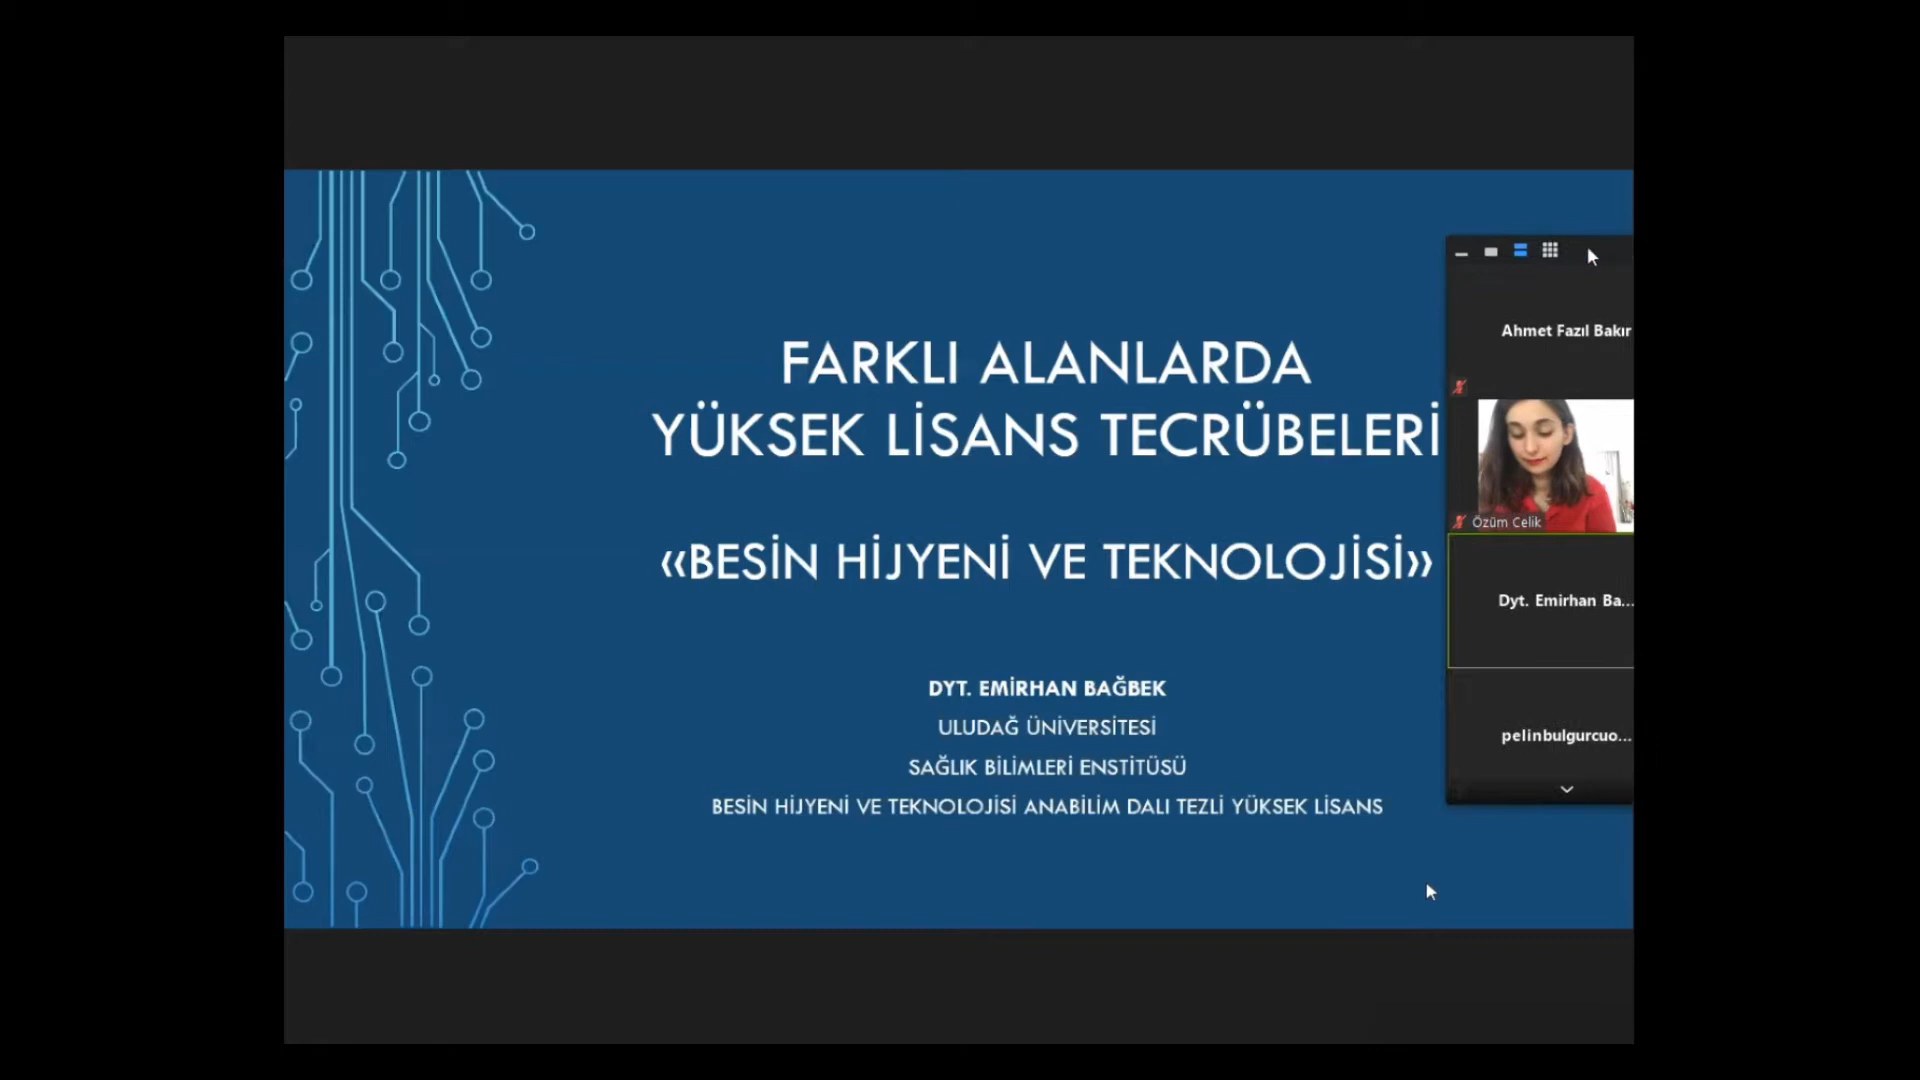 FARKLI ALANLARDA
YÜKSEK LİSANS TECRÜBELERİ
«BESİN HİJYENİ VE TEKNOLOJİSİ»
DYT. EMİRHAN BAĞBEK
ULUDAĞ ÜNİVERSİTESİ
SAĞLIK BİLİMLERİ ENSTİTÜSÜ
BESİN HİJYENİ VE TEKNOLOJİSİ ANABİLİM DALI TEZLİ YÜKSEK LİSANS
Ahmet Fazıl Bakır
Özüm Çelik
Dyt. Emirhan Ba...
pelinbulgurcuo...